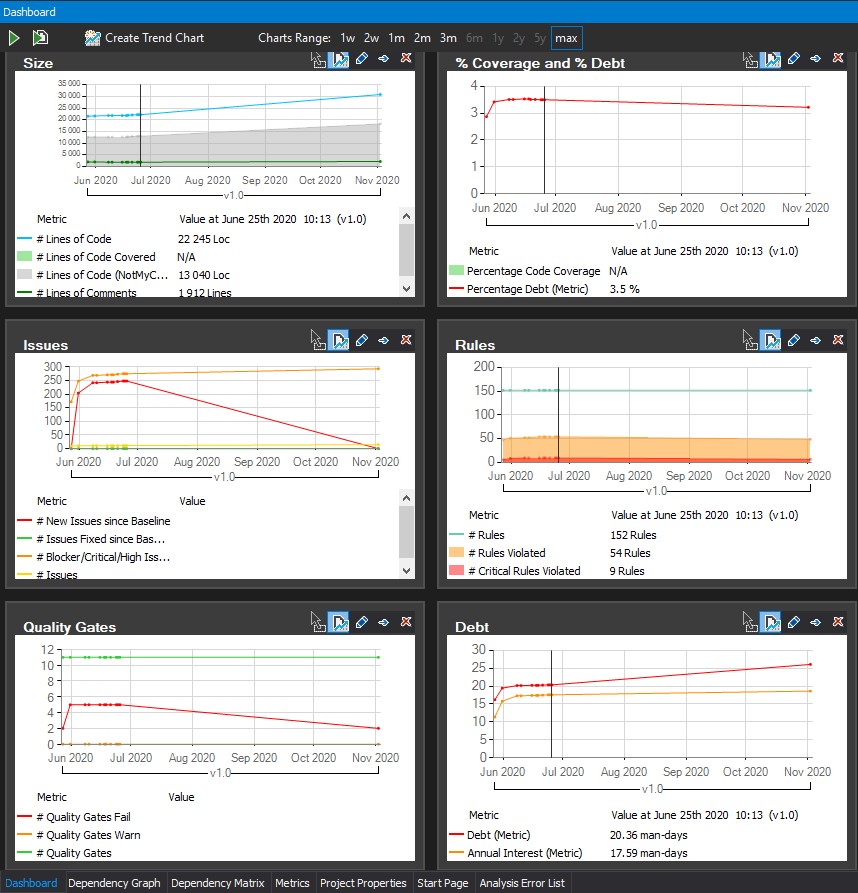 Dashboard
Create Trend Chart Charts Range: 1w 2w 1m 2m 3m 6m 1y 2y 5y max
Size
35 000
30 000
25 000
20 000
15 000
10 000
5 000
0
Jun 2020 Jul 2020 Aug 2020 Sep 2020 Oct 2020 Nov 2020
v1.0
Metric Value at June 25th 2020 10:13 (v1.0)
# Lines of Code 22 245 Loc
# Lines of Code Covered N/A
# Lines of Code (NotMyC... 13 040 Loc
# Lines of Comments 1 912 Lines
% Coverage and % Debt
4
3
2
1
0
Jun 2020 Jul 2020 Aug 2020 Sep 2020 Oct 2020 Nov 2020
v1.0
Metric Value at June 25th 2020 10:13 (v1.0)
Percentage Code Coverage N/A
Percentage Debt (Metric) 3.5 %
Issues
300
250
200
150
100
50
0
Jun 2020 Jul 2020 Aug 2020 Sep 2020 Oct 2020 Nov 2020
v1.0
Metric Value
# New Issues since Baseline
# Issues Fixed since Bas...
# Blocker/Critical/High Iss...
# Issues
Rules
200
150
100
50
0
Jun 2020 Jul 2020 Aug 2020 Sep 2020 Oct 2020 Nov 2020
v1.0
Metric Value at June 25th 2020 10:13 (v1.0)
# Rules 152 Rules
# Rules Violated 54 Rules
# Critical Rules Violated 9 Rules
Quality Gates
12
10
8
6
4
2
0
Jun 2020 Jul 2020 Aug 2020 Sep 2020 Oct 2020 Nov 2020
v1.0
Metric Value
# Quality Gates Fail
# Quality Gates Warn
# Quality Gates
Debt
30
25
20
15
10
5
0
Jun 2020 Jul 2020 Aug 2020 Sep 2020 Oct 2020 Nov 2020
v1.0
Metric Value at June 25th 2020 10:13 (v1.0)
Debt (Metric) 20.36 man-days
Annual Interest (Metric) 17.59 man-days
Dashboard Dependency Graph Dependency Matrix Metrics Project Properties Start Page Analysis Error List